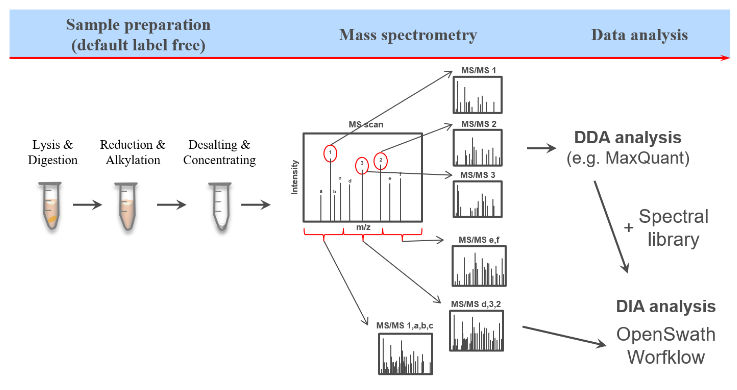 Sample preparation
(default label free)
Mass spectrometry
Data analysis
Lysis &
Digestion
Reduction &
Alkylation
Desalting &
Concentrating
MS scan
Intensity
m/z
1
3
2
a
b
d
MS/MS 1
MS/MS 2
MS/MS 3
MS/MS e,f
MS/MS d,3,2
MS/MS 1,a,b,c
DDA analysis
(e.g. MaxQuant)
+ Spectral
library
DIA analysis
OpenSwath
Worfklow